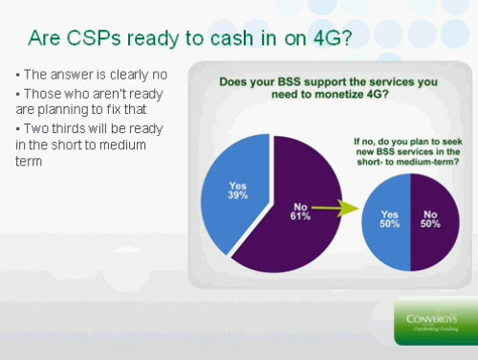 Are CSPs ready to cash in on 4G?
• The answer is clearly no
• Those who aren't ready
are planning to fix that
• Two thirds will be ready
in the short to medium
term
Does your BSS support the services you
need to monetize 4G?
Yes
39%
No
61%
If no, do you plan to seek
new BSS services in the
short- to medium-term?
Yes
50%
No
50%
CONVERGYS
Outthinking Outdoing